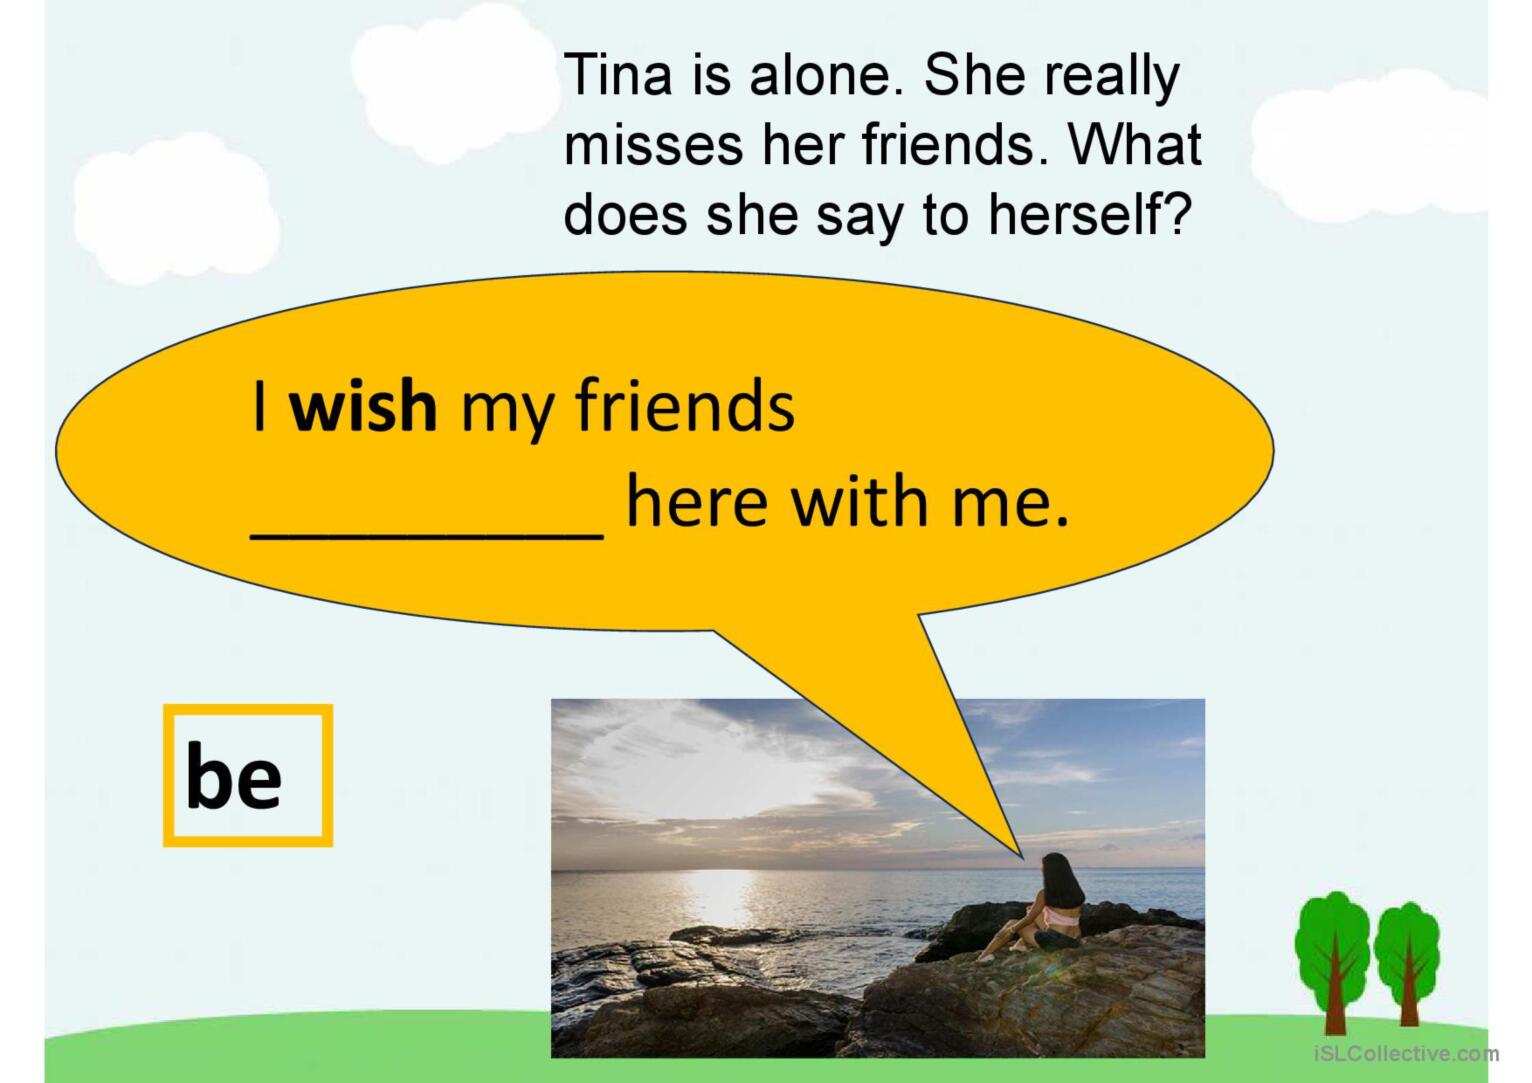 Tina is alone. She really
misses her friends. What
does she say to herself?
I wish my friends
_________ here with me.
be
iSLCollective.com